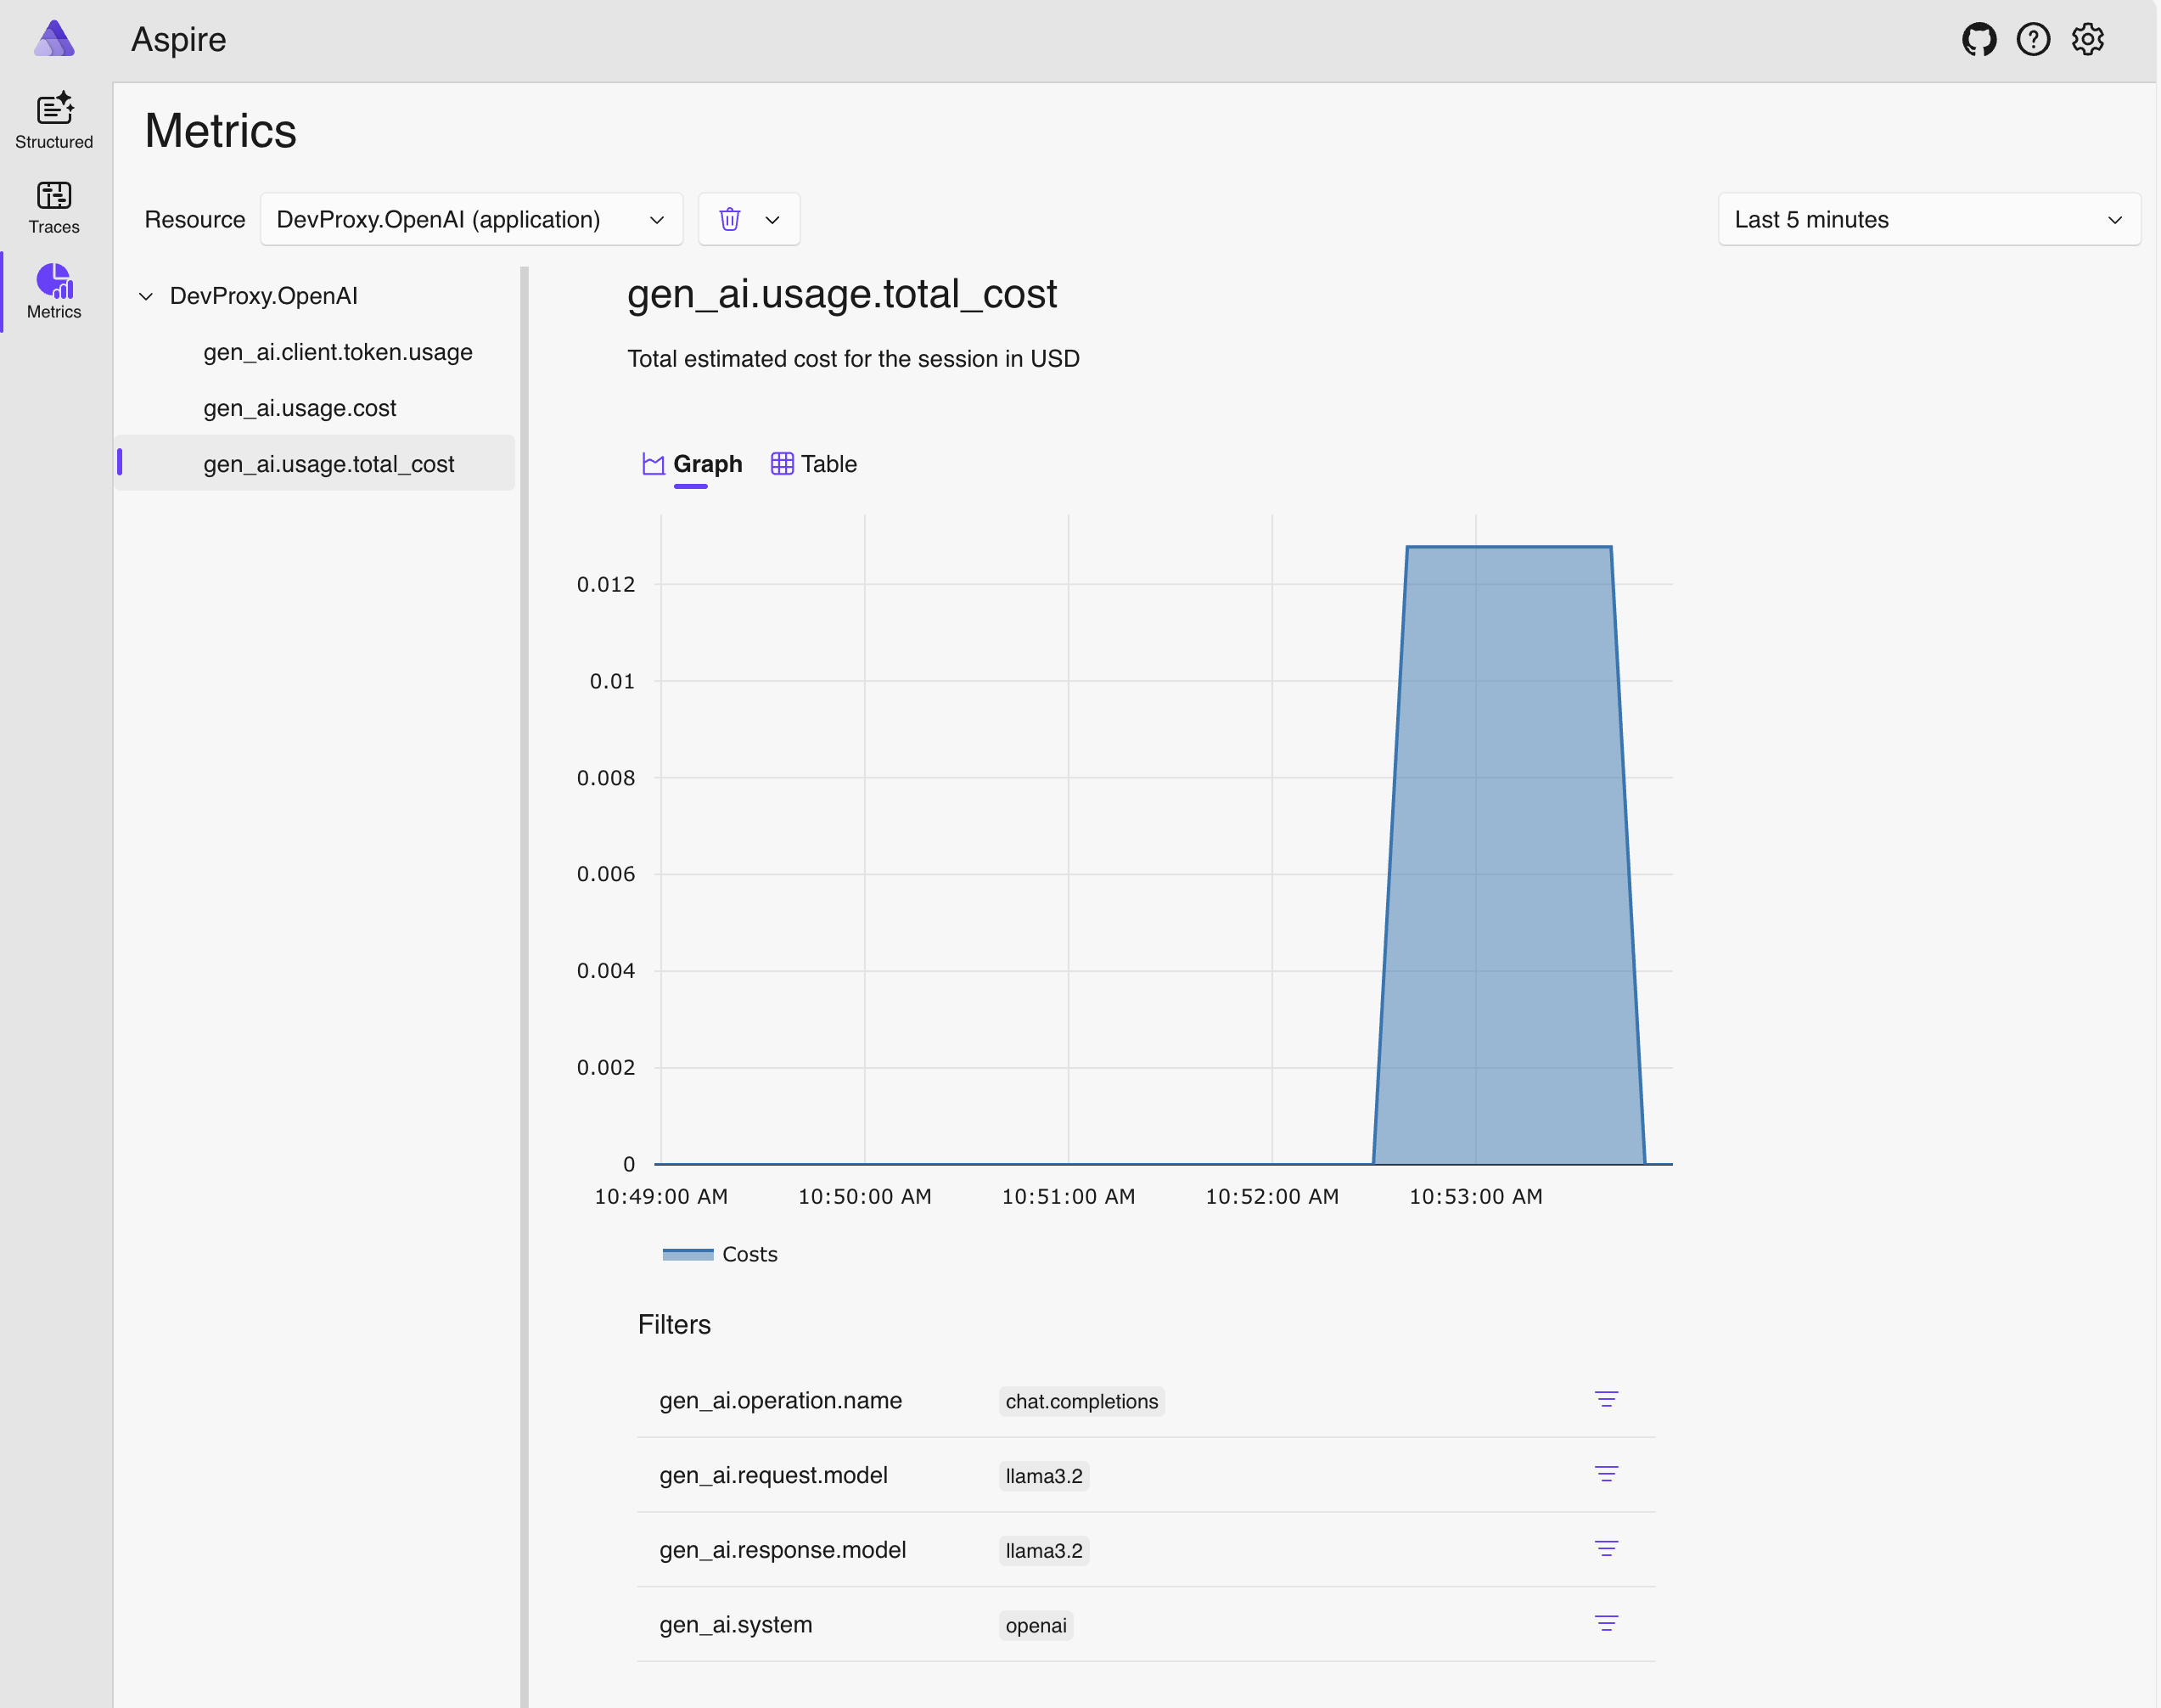 Aspire
Structured
Traces
Metrics
Metrics
Resource
DevProxy.OpenAI (application)
Last 5 minutes
DevProxy.OpenAI
gen_ai.client.token.usage
gen_ai.usage.cost
gen_ai.usage.total_cost
gen_ai.usage.total_cost
Total estimated cost for the session in USD
Graph
Table
0.012
0.01
0.008
0.006
0.004
0.002
0
10:49:00 AM
10:50:00 AM
10:51:00 AM
10:52:00 AM
10:53:00 AM
Costs
Filters
gen_ai.operation.name chat.completions
gen_ai.request.model llama3.2
gen_ai.response.model llama3.2
gen_ai.system openai